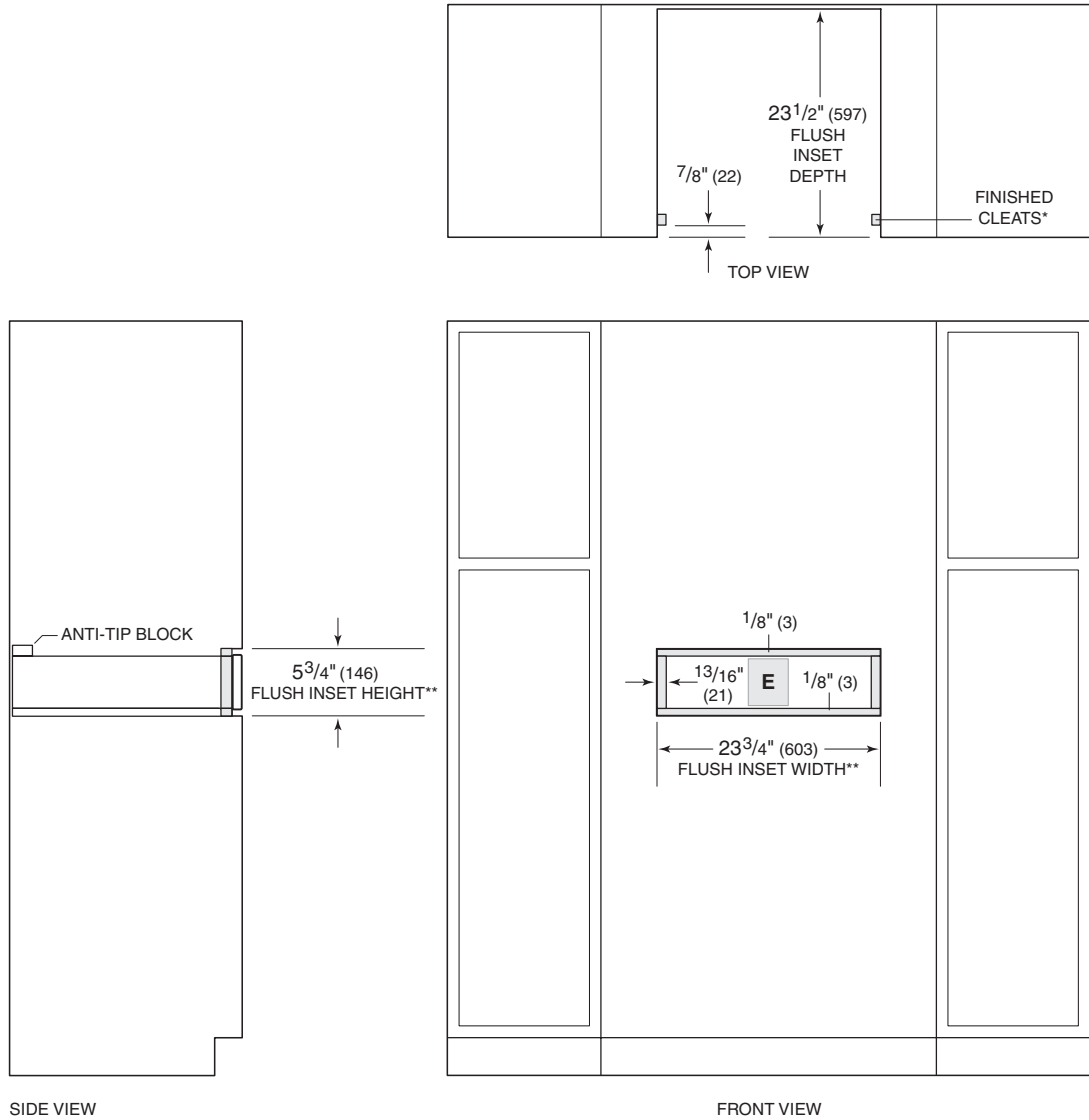 23 1/2" (597)
FLUSH
INSET
DEPTH
7/8" (22)
FINISHED
CLEATS*
TOP VIEW
ANTI-TIP BLOCK
5 3/4" (146)
FLUSH INSET HEIGHT**
1/8" (3)
13/16"
(21)
E
1/8" (3)
23 3/4" (603)
FLUSH INSET WIDTH**
SIDE VIEW
FRONT VIEW